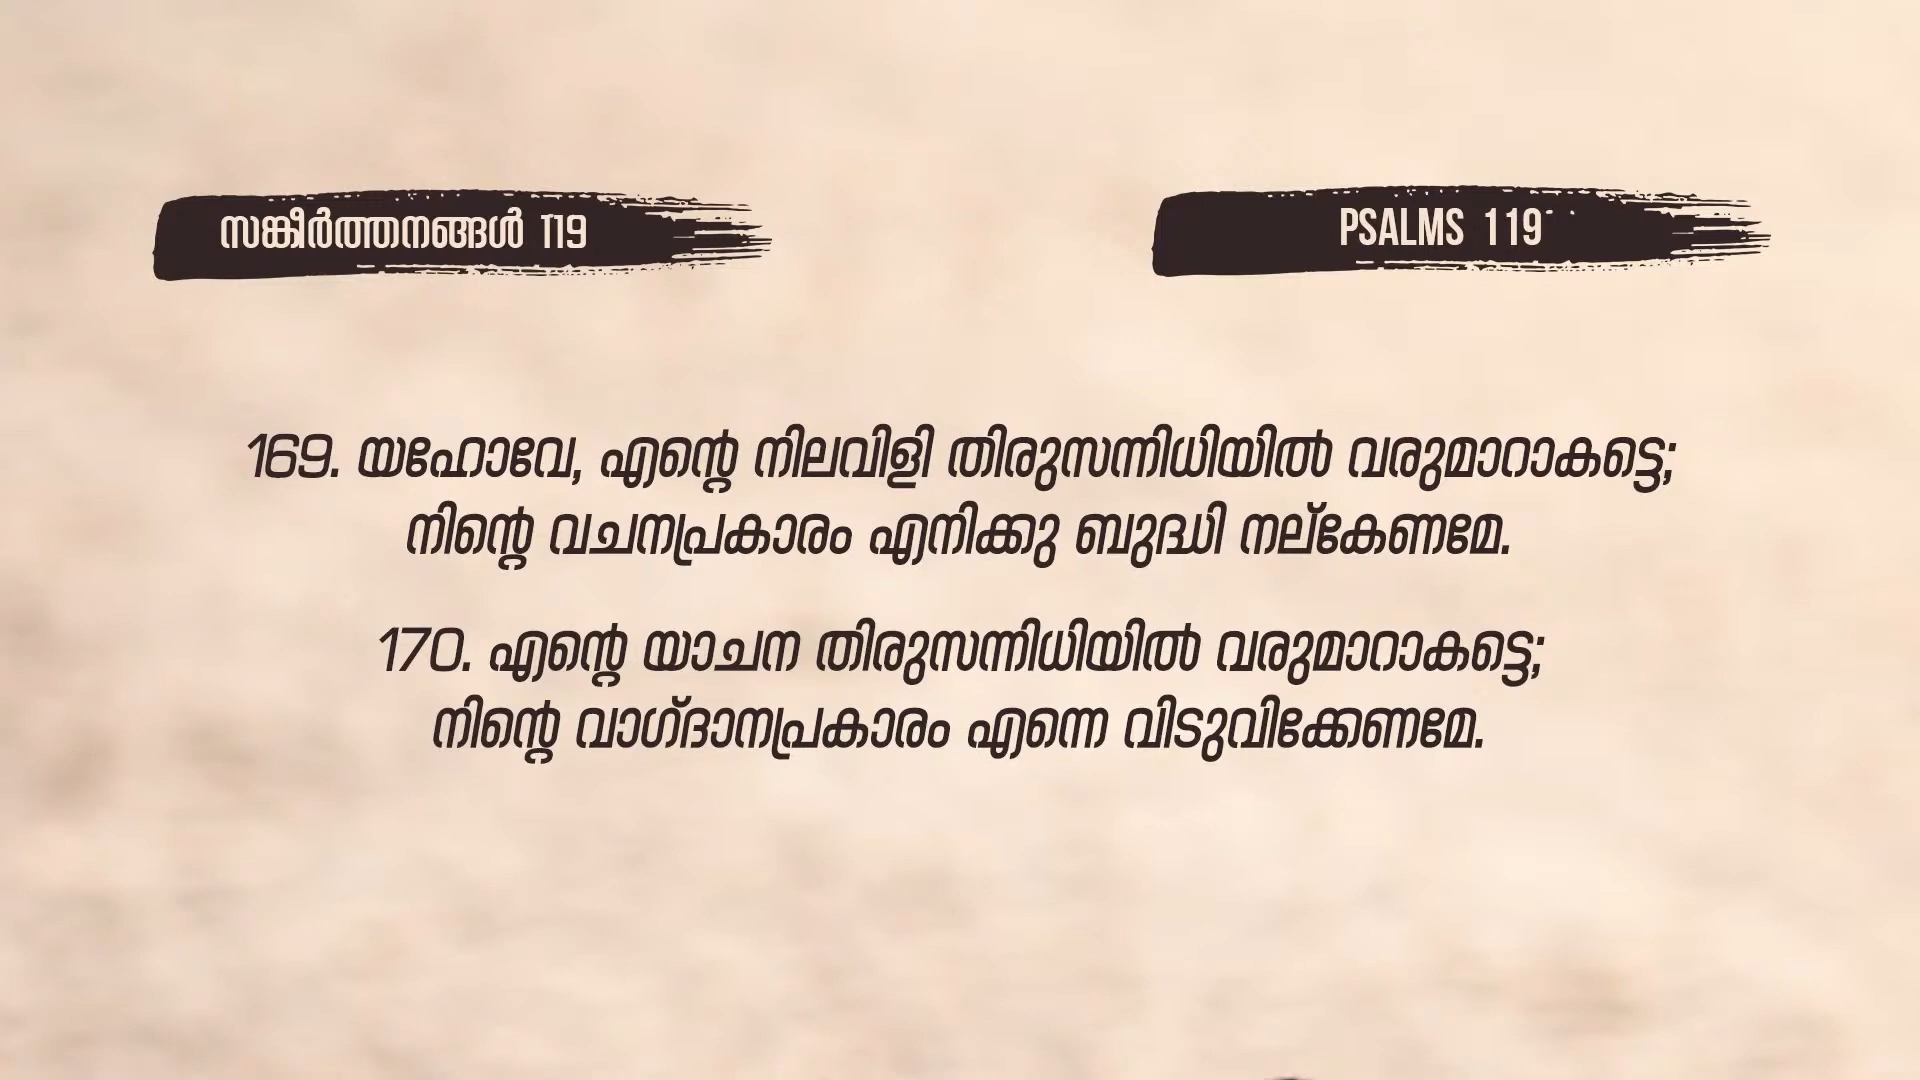 സങ്കീർത്തനങ്ങൾ 119
PSALMS 119
169. യഹോവേ, എന്റെ നിലവിളി തിരുസന്നിധിയിൽ വരുമാറാകട്ടെ;
നിന്റെ വചനപ്രകാരം എനിക്കു ബുദ്ധി നല്കേണമേ.
170. എന്റെ യാചന തിരുസന്നിധിയിൽ വരുമാറാകട്ടെ;
നിന്റെ വാഗ്ദാനപ്രകാരം എന്നെ വിടുവിക്കേണമേ.